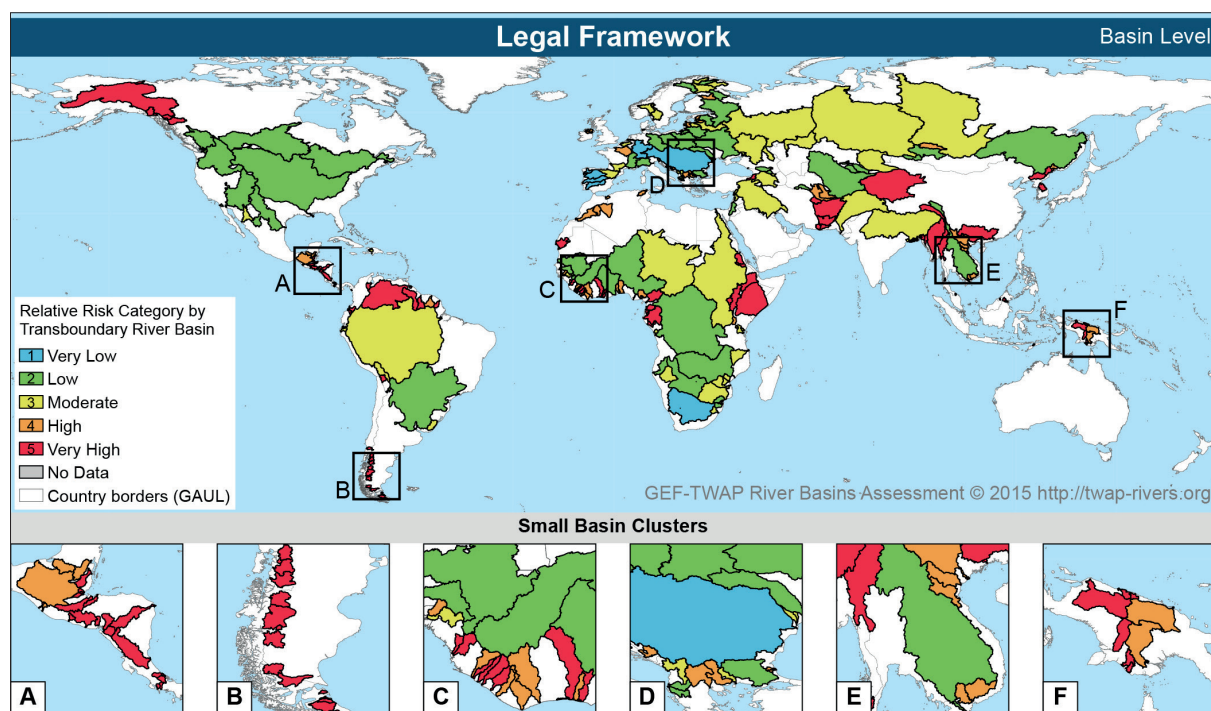 Legal Framework
Basin Level
A
B
C
D
E
F
Relative Risk Category by
Transboundary River Basin
1 Very Low
2 Low
3 Moderate
4 High
5 Very High
No Data
Country borders (GAUL)
GEF-TWAP River Basins Assessment © 2015 http://twap-rivers.org
Small Basin Clusters
A
B
C
D
E
F